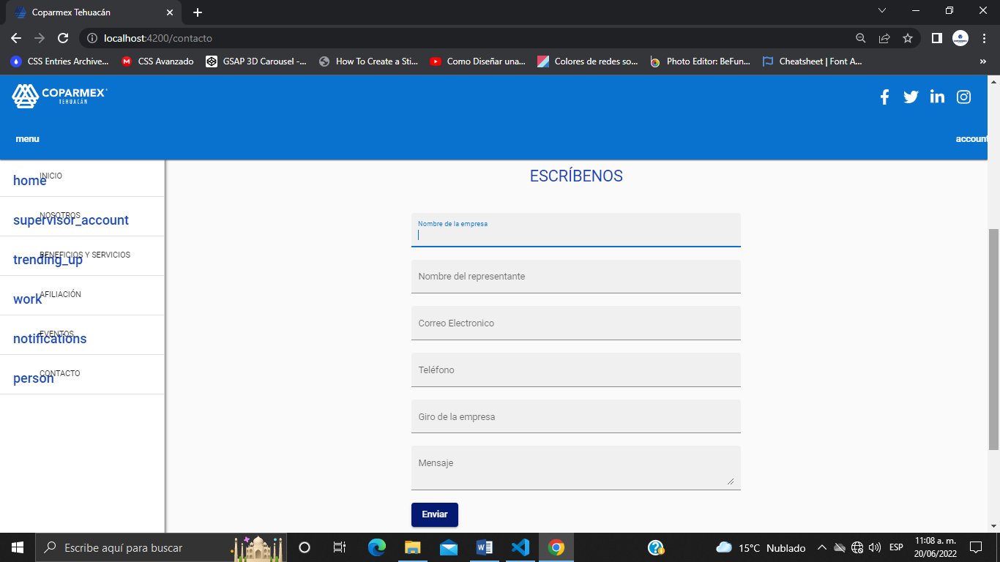 Coparmex Tehuacán
localhost:4200/contacto
CSS Entries Archive...
CSS Avanzado
GSAP 3D Carousel -...
How To Create a Sti...
Como Diseñar una...
Colores de redes so...
Photo Editor: BeFun...
Cheatsheet | Font A...
»
COPARMEX
TEHUACÁN
menu
account
home
INICIO
supervisor_account
NOSOTROS
trending_up
BENEFICIOS Y SERVICIOS
work
AFILIACIÓN
notifications
EVENTOS
person
CONTACTO
ESCRÍBENOS
Nombre de la empresa
Nombre del representante
Correo Electronico
Teléfono
Giro de la empresa
Mensaje
Enviar
Escribe aquí para buscar
15°C Nublado
ESP
11:08 a. m.
20/06/2022